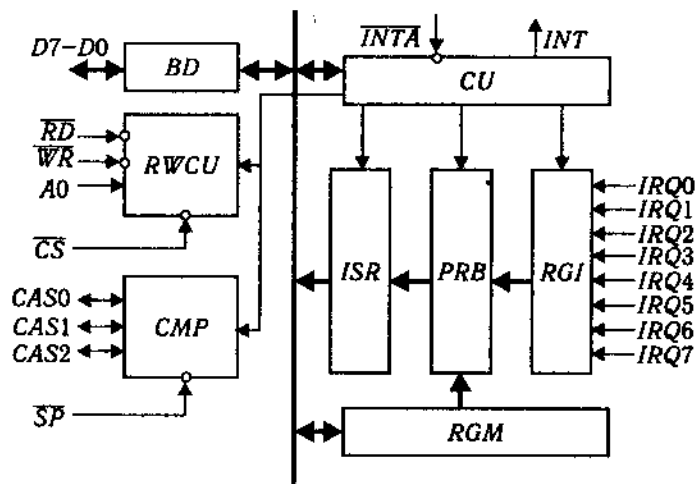 INTA INT
D7-D0 BD CU
RD
WR RWCU
A0
CS
IRQ0
IRQ1
IRQ2
IRQ3
ISR PRB RGI IRQ4
IRQ5
IRQ6
IRQ7
CAS0
CAS1 CMP
CAS2
SP
RGM